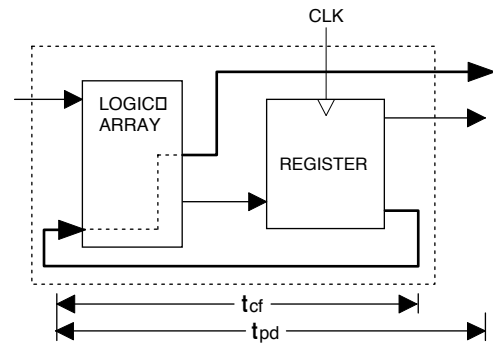 CLK
LOGIC□
ARRAY
REGISTER
tcf
tpd